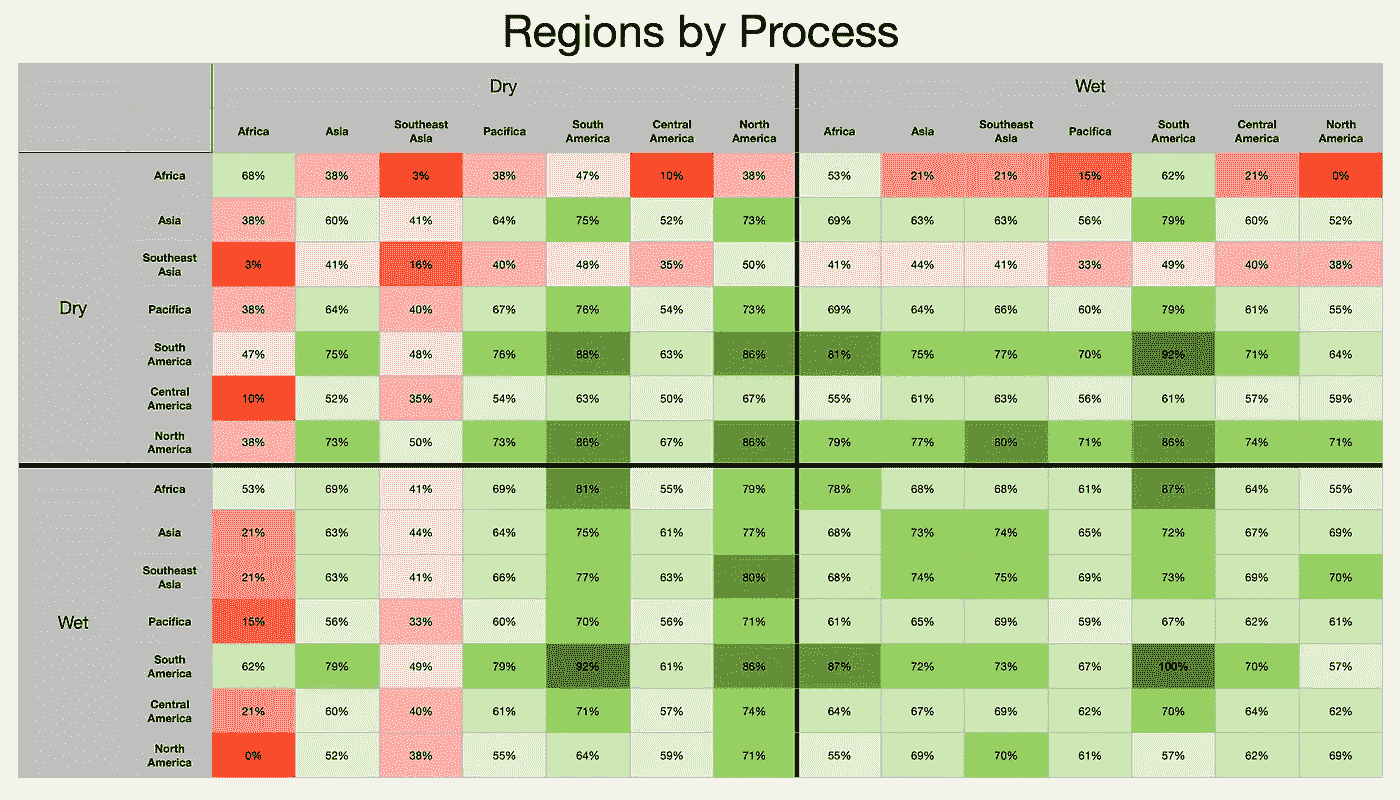 Regions by Process
Dry Wet
Africa Asia Southeast Asia Pacifica South America Central America North America Africa Asia Southeast Asia Pacifica South America Central America North America
Dry
Africa 68% 38% 3% 38% 47% 10% 38% 53% 21% 21% 15% 62% 21% 0%
Asia 38% 60% 41% 64% 75% 52% 73% 69% 63% 63% 56% 79% 60% 52%
Southeast Asia 3% 41% 16% 40% 48% 35% 50% 41% 44% 41% 33% 49% 40% 38%
Pacifica 38% 64% 40% 67% 76% 54% 73% 69% 64% 66% 60% 79% 61% 55%
South America 47% 75% 48% 76% 88% 63% 86% 81% 75% 77% 70% 92% 71% 64%
Central America 10% 52% 35% 54% 63% 50% 67% 55% 61% 63% 56% 61% 57% 59%
North America 38% 73% 50% 73% 86% 67% 86% 79% 77% 80% 71% 86% 74% 71%
Wet
Africa 53% 69% 41% 69% 81% 55% 79% 78% 68% 68% 61% 87% 64% 55%
Asia 21% 63% 44% 64% 75% 61% 77% 68% 73% 74% 65% 72% 67% 69%
Southeast Asia 21% 63% 41% 66% 77% 63% 80% 68% 74% 75% 69% 73% 69% 70%
Pacifica 15% 56% 33% 60% 70% 56% 71% 61% 65% 69% 59% 67% 62% 61%
South America 62% 79% 49% 79% 92% 61% 86% 87% 72% 73% 67% 100% 70% 57%
Central America 21% 60% 40% 61% 71% 57% 74% 64% 67% 69% 62% 70% 64% 62%
North America 0% 52% 38% 55% 64% 59% 71% 55% 69% 70% 61% 57% 62% 69%